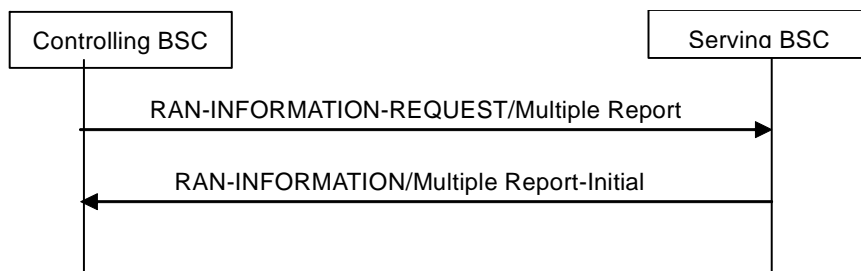 Controlling BSC
Serving BSC
RAN-INFORMATION-REQUEST/Multiple Report
RAN-INFORMATION/Multiple Report-Initial